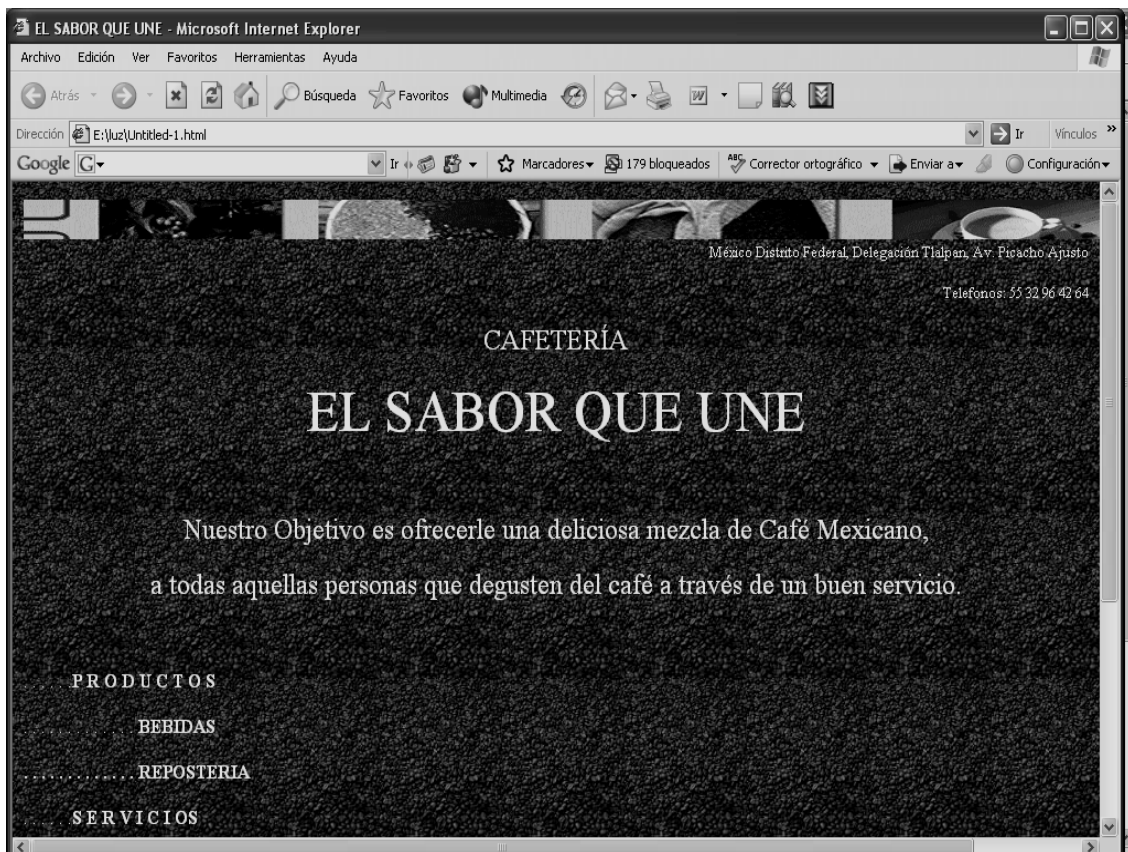 EL SABOR QUE UNE - Microsoft Internet Explorer
Archivo Edición Ver Favoritos Herramientas Ayuda
Atrás Búsqueda Favoritos Multimedia
Dirección E:\luz\Untitled-1.html Ir Vínculos »
Google G Ir Marcadores 179 bloqueados ABC Corrector ortográfico Enviar a Configuración
México Distrito Federal, Delegación Tlalpan, Av. Picacho Ajusto
Telefonos: 55 32 96 42 64
CAFETERÍA
EL SABOR QUE UNE
Nuestro Objetivo es ofrecerle una deliciosa mezcla de Café Mexicano,
a todas aquellas personas que degusten del café a través de un buen servicio.
......P R O D U C T O S
.............BEBIDAS
.............REPOSTERIA
......S E R V I C I OS